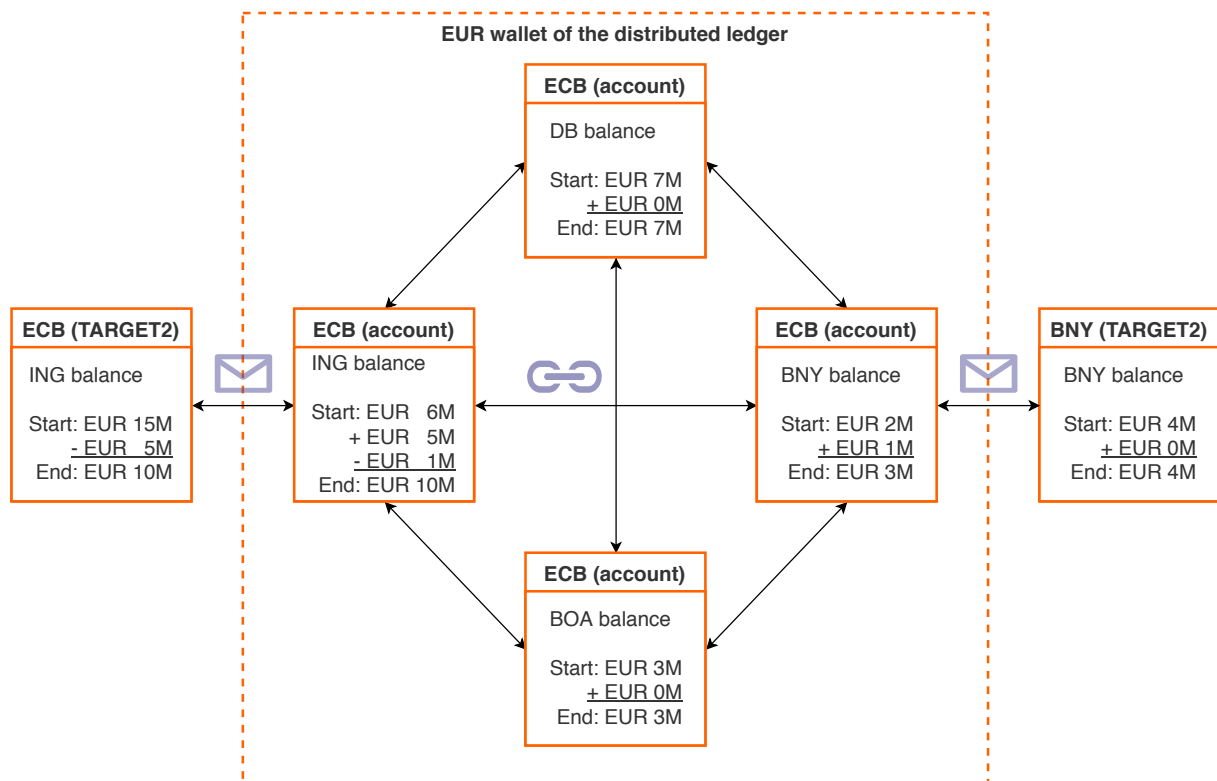 EUR wallet of the distributed ledger
ECB (account)
DB balance
Start: EUR 7M
+ EUR 0M
End: EUR 7M
ECB (TARGET2)
ING balance
Start: EUR 15M
- EUR 5M
End: EUR 10M
ECB (account)
ING balance
Start: EUR 6M
+ EUR 5M
- EUR 1M
End: EUR 10M
ECB (account)
BNY balance
Start: EUR 2M
+ EUR 1M
End: EUR 3M
BNY (TARGET2)
BNY balance
Start: EUR 4M
+ EUR 0M
End: EUR 4M
ECB (account)
BOA balance
Start: EUR 3M
+ EUR 0M
End: EUR 3M